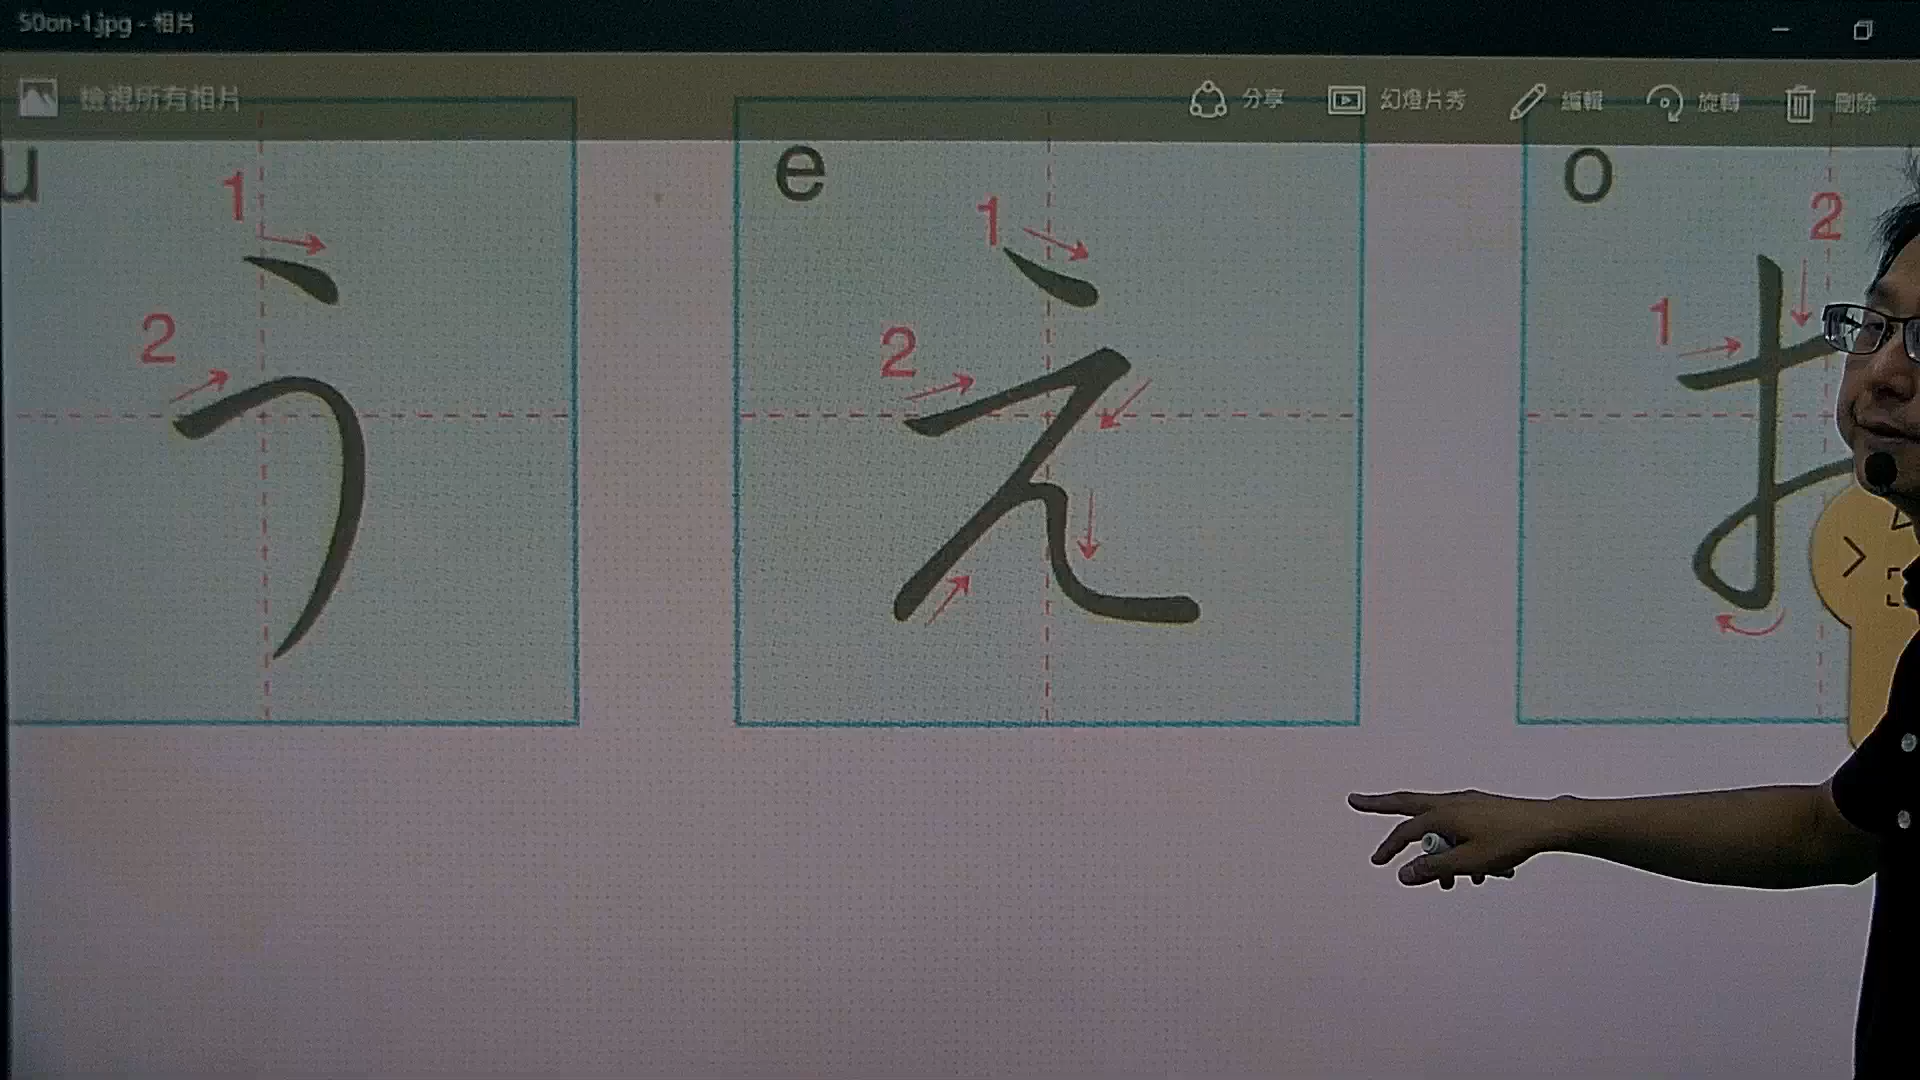 50on-1.jpg - 相片
檢視所有相片 分享 幻燈片秀 編輯 旋轉 刪除
u e o
1 1 2
2 2 1
う え お